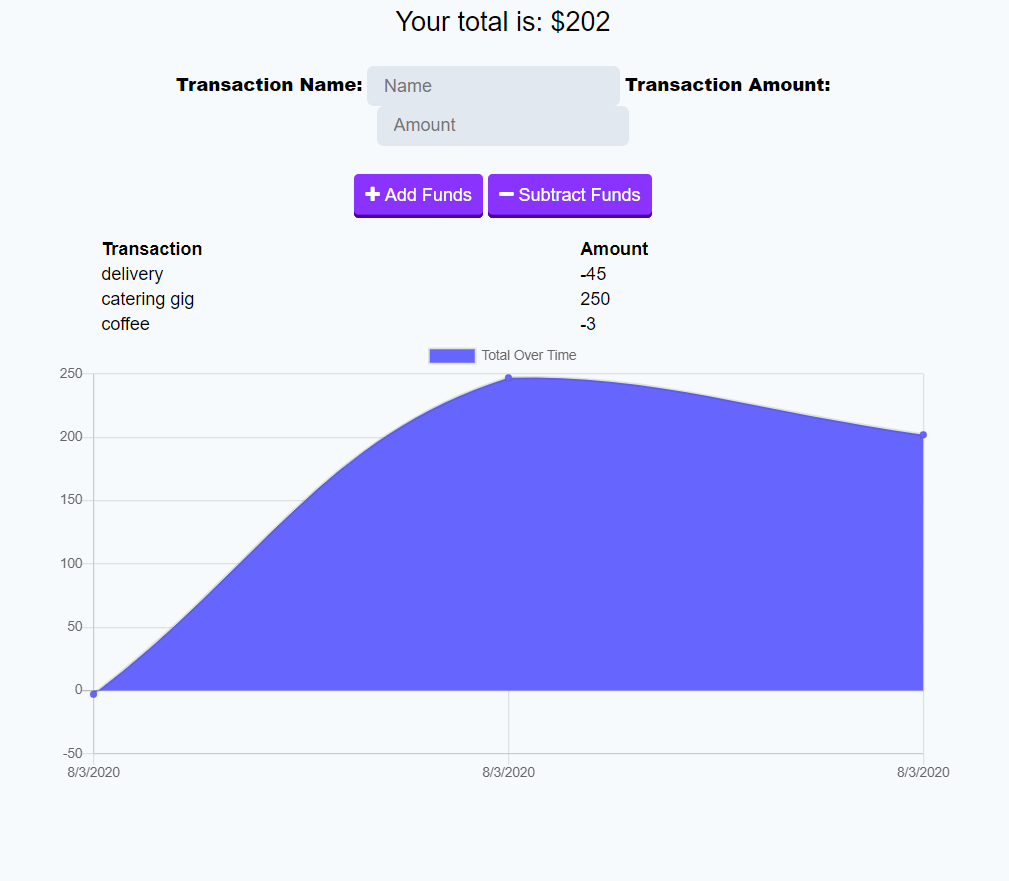 Your total is: $202
Transaction Name: Name Transaction Amount:
Amount
Add Funds Subtract Funds
Transaction Amount
delivery -45
catering gig 250
coffee -3
Total Over Time
250
200
150
100
50
0
-50
8/3/2020 8/3/2020 8/3/2020